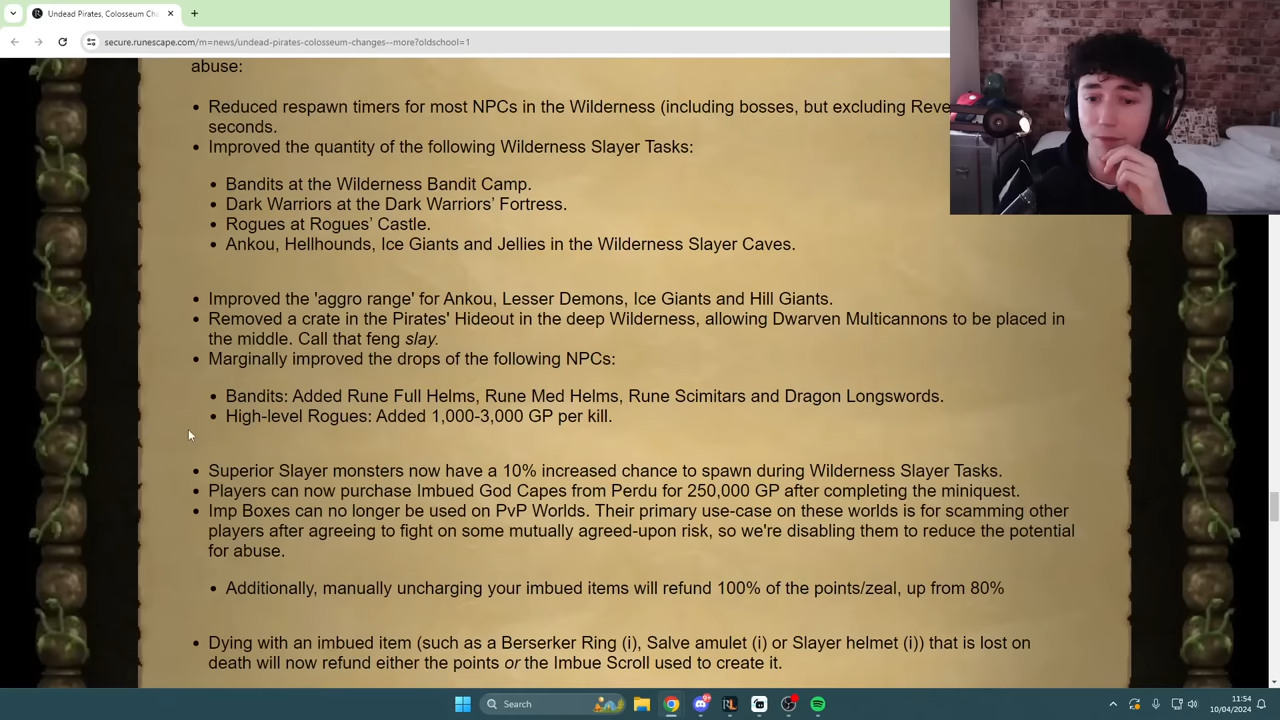 Undead Pirates, Colosseum Cha
secure.runescape.com/m=news/undead-pirates-colosseum-changes--more?oldschool=1
abuse:
Reduced respawn timers for most NPCs in the Wilderness (including bosses, but excluding Reve
seconds.
Improved the quantity of the following Wilderness Slayer Tasks:
Bandits at the Wilderness Bandit Camp.
Dark Warriors at the Dark Warriors' Fortress.
Rogues at Rogues' Castle.
Ankou, Hellhounds, Ice Giants and Jellies in the Wilderness Slayer Caves.
Improved the 'aggro range' for Ankou, Lesser Demons, Ice Giants and Hill Giants.
Removed a crate in the Pirates' Hideout in the deep Wilderness, allowing Dwarven Multicannons to be placed in
the middle. Call that feng slay.
Marginally improved the drops of the following NPCs:
Bandits: Added Rune Full Helms, Rune Med Helms, Rune Scimitars and Dragon Longswords.
High-level Rogues: Added 1,000-3,000 GP per kill.
Superior Slayer monsters now have a 10% increased chance to spawn during Wilderness Slayer Tasks.
Players can now purchase Imbued God Capes from Perdu for 250,000 GP after completing the miniquest.
Imp Boxes can no longer be used on PvP Worlds. Their primary use-case on these worlds is for scamming other
players after agreeing to fight on some mutually agreed-upon risk, so we're disabling them to reduce the potential
for abuse.
Additionally, manually uncharging your imbued items will refund 100% of the points/zeal, up from 80%
Dying with an imbued item (such as a Berserker Ring (i), Salve amulet (i) or Slayer helmet (i)) that is lost on
death will now refund either the points or the Imbue Scroll used to create it.
Search
11:54
10/04/2024